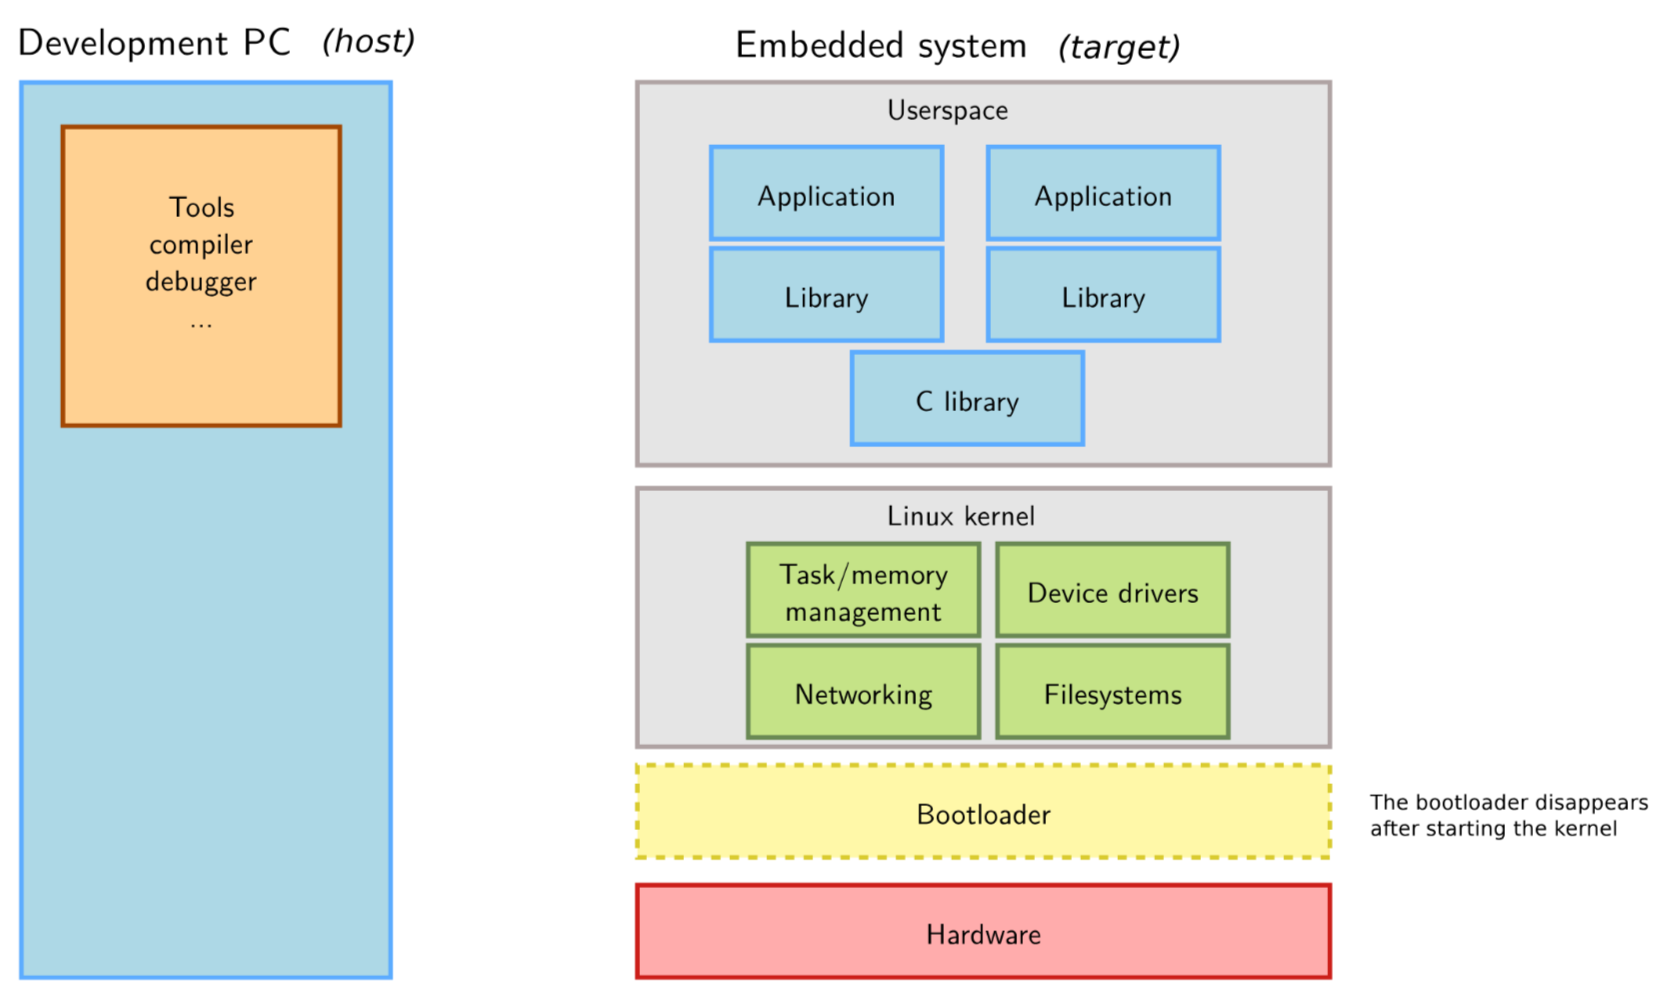 Development PC (host)
Tools
compiler
debugger
...
Embedded system (target)
Userspace
Application
Application
Library
Library
C library
Linux kernel
Task/memory
management
Device drivers
Networking
Filesystems
Bootloader
The bootloader disappears
after starting the kernel
Hardware